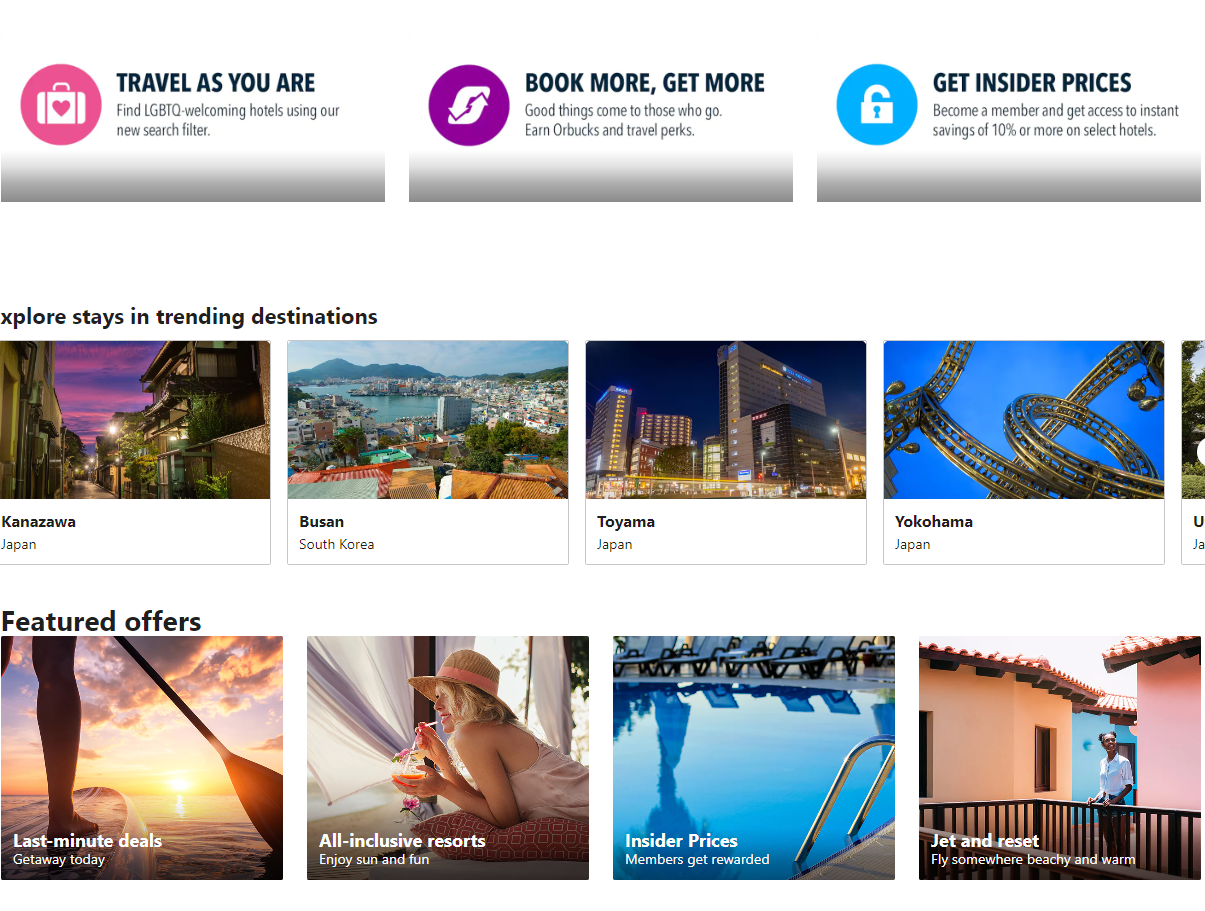 TRAVEL AS YOU ARE
Find LGBTQ-welcoming hotels using our
new search filter.
BOOK MORE, GET MORE
Good things come to those who go.
Earn Orbucks and travel perks.
GET INSIDER PRICES
Become a member and get access to instant
savings of 10% or more on select hotels.
xplore stays in trending destinations
Kanazawa
Japan
Busan
South Korea
Toyama
Japan
Yokohama
Japan
U
Ja
Featured offers
Last-minute deals
Getaway today
All-inclusive resorts
Enjoy sun and fun
Insider Prices
Members get rewarded
Jet and reset
Fly somewhere beachy and warm